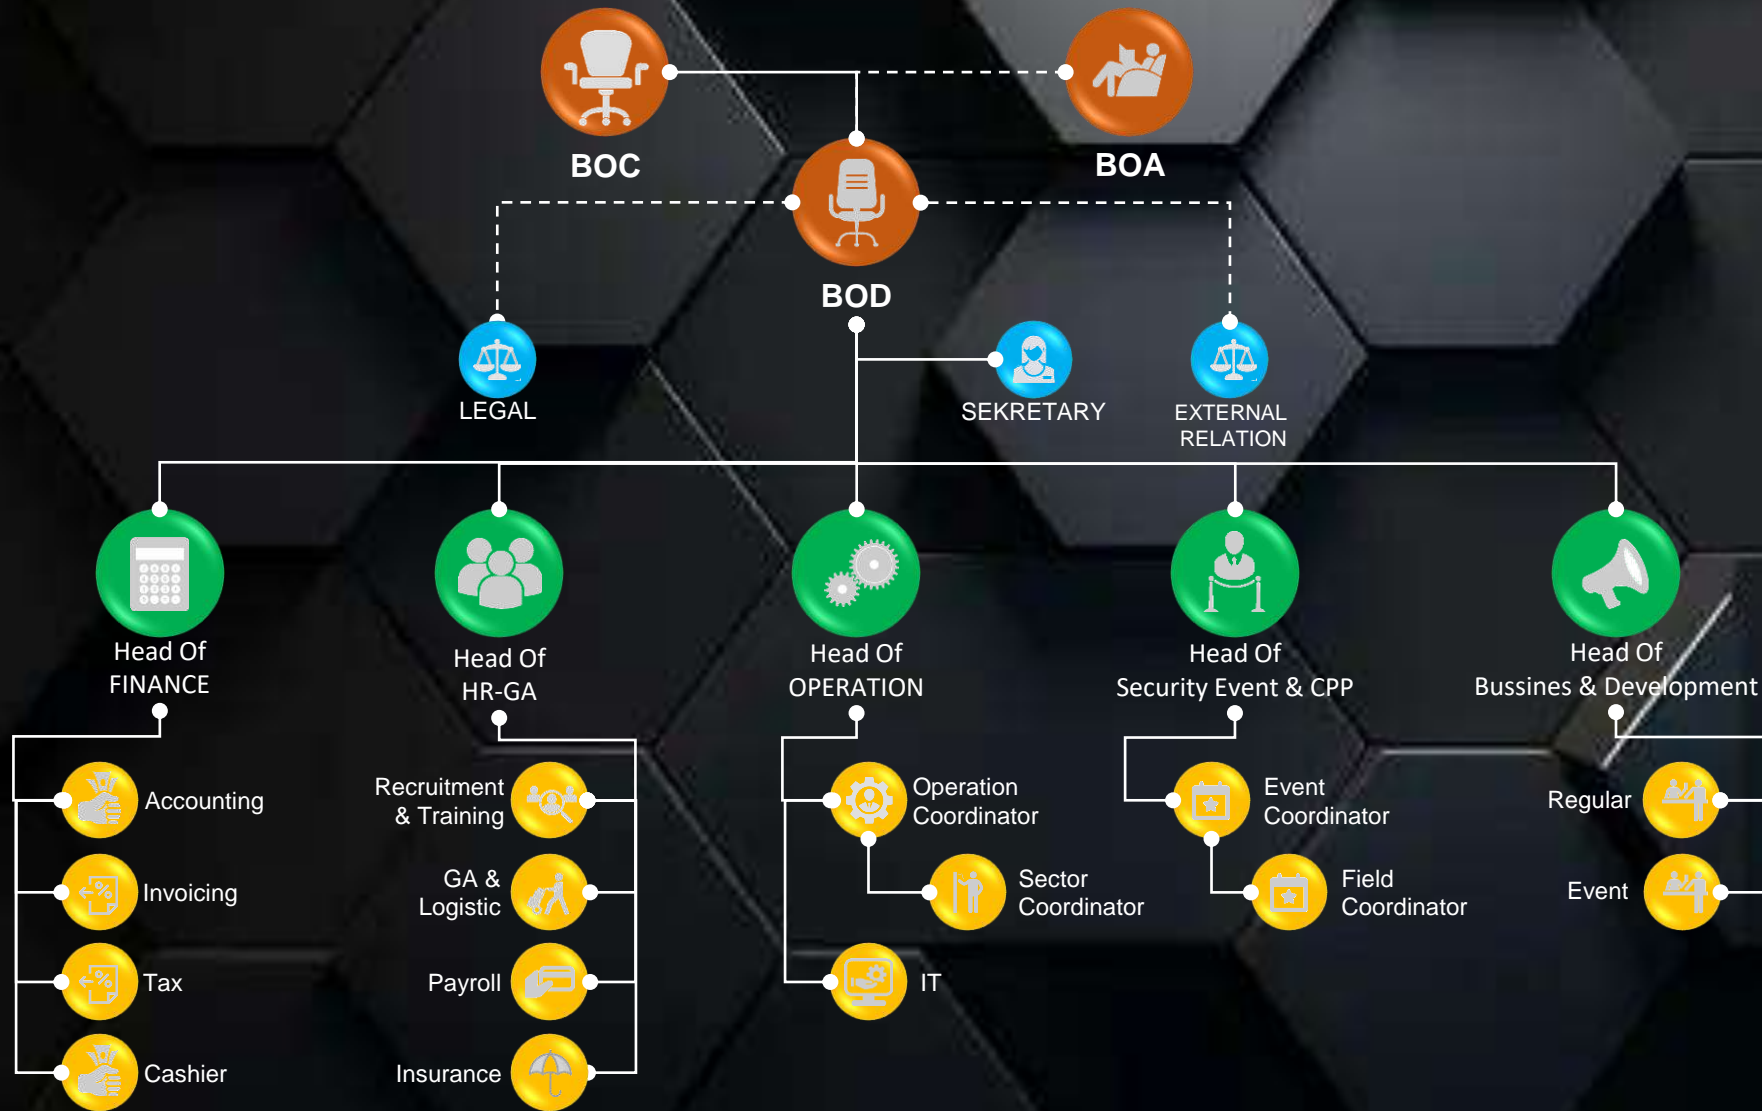 BOC
BOA
BOD
LEGAL
SEKRETARY
EXTERNAL
RELATION
Head Of
FINANCE
Head Of
HR-GA
Head Of
OPERATION
Head Of
Security Event & CPP
Head Of
Bussines & Development
Accounting
Invoicing
Tax
Cashier
Recruitment
& Training
GA &
Logistic
Payroll
Insurance
Operation
Coordinator
Sector
Coordinator
IT
Event
Coordinator
Field
Coordinator
Regular
Event